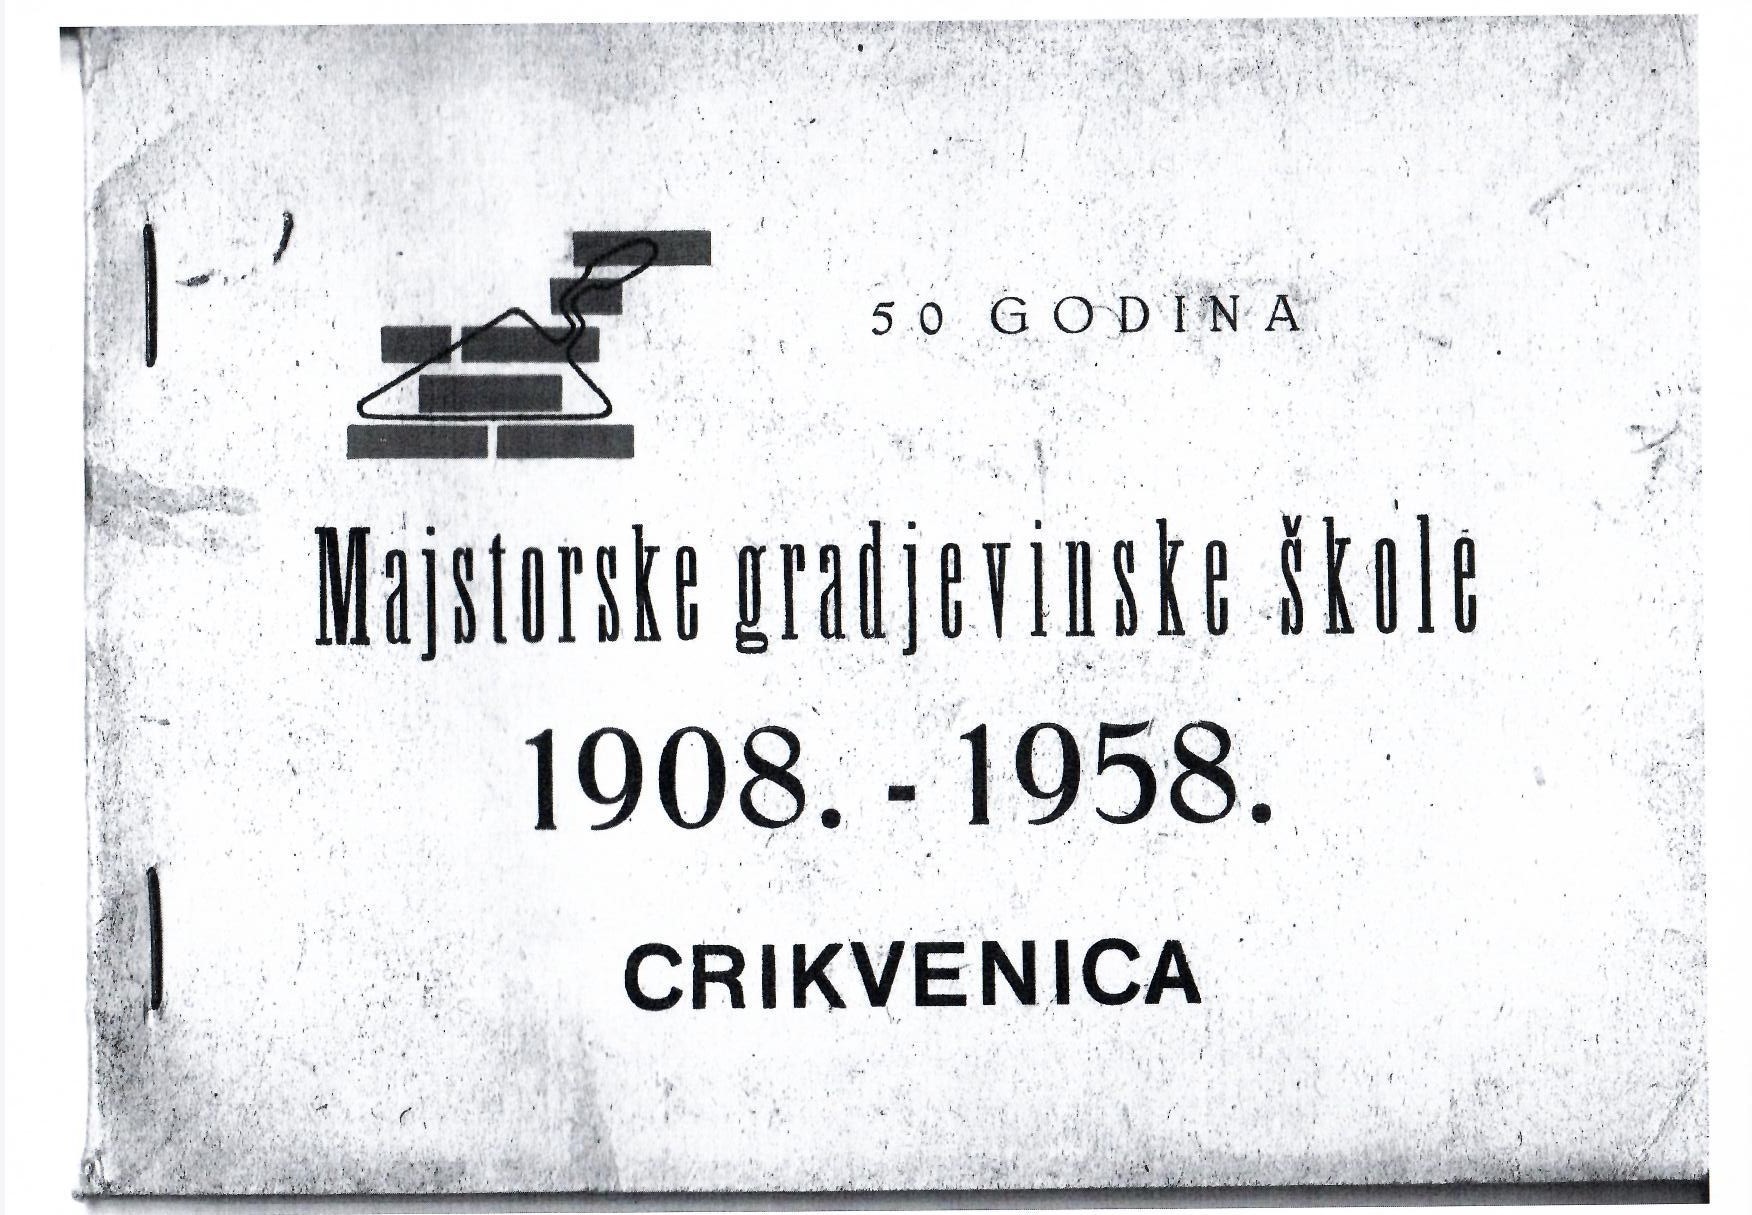 50 GODINA
Majstorske gradjevinske škole
1908. - 1958.
CRIKVENICA